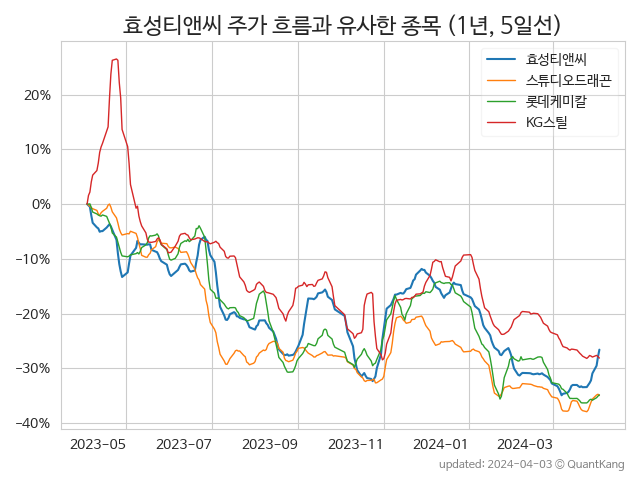 효성티앤씨 주가 흐름과 유사한 종목 (1년, 5일선)
효성티앤씨
스튜디오드래곤
롯데케미칼
KG스틸
20%
10%
0%
−10%
−20%
−30%
−40%
2023-05 2023-07 2023-09 2023-11 2024-01 2024-03
updated: 2024-04-03 © QuantKang